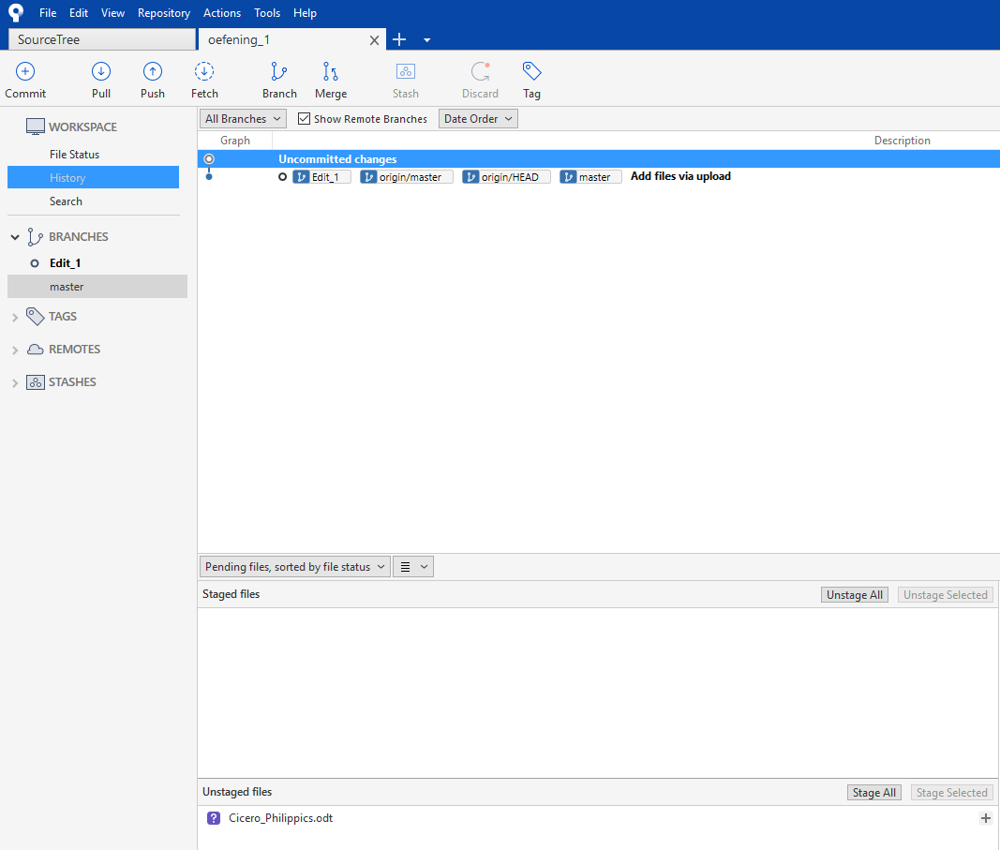 File Edit View Repository Actions Tools Help
SourceTree oefening_1
Commit Pull Push Fetch Branch Merge Stash Discard Tag
WORKSPACE
File Status
History
Search
BRANCHES
Edit_1
master
TAGS
REMOTES
STASHES
All Branches Show Remote Branches Date Order
Graph Description
Uncommitted changes
Edit_1 origin/master origin/HEAD master Add files via upload
Pending files, sorted by file status
Staged files Unstage All Unstage Selected
Unstaged files Stage All Stage Selected
? Cicero_Philippics.odt